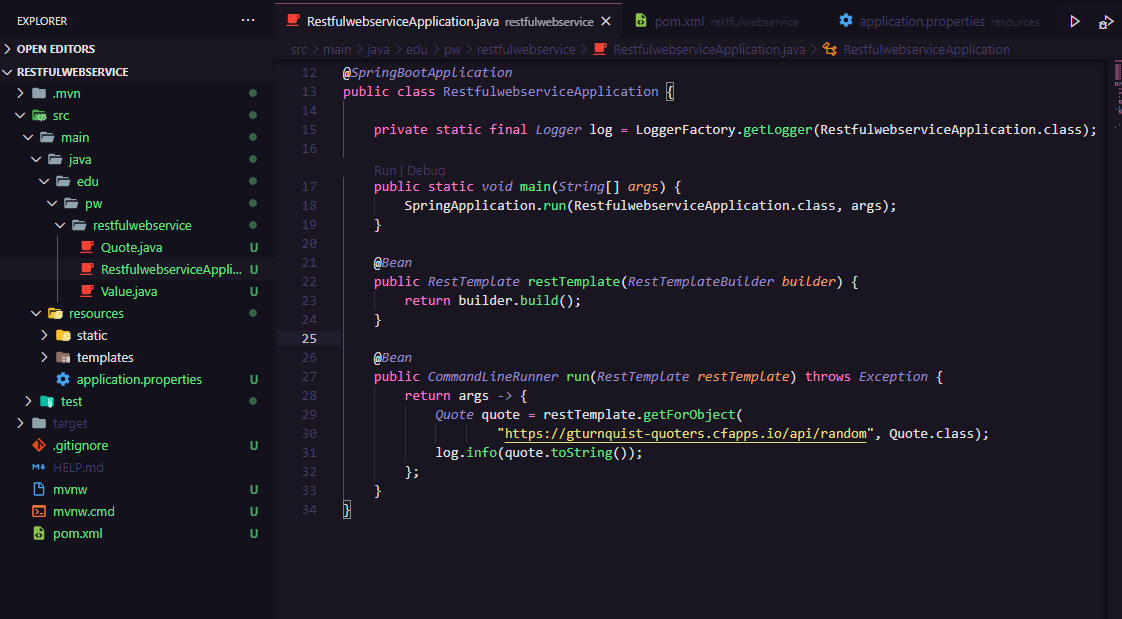 EXPLORER
OPEN EDITORS
RESTFULWEBSERVICE
.mvn
src
main
java
edu
pw
restfulwebservice
Quote.java U
RestfulwebserviceAppli... U
Value.java U
resources
static
templates
application.properties U
test
target
.gitignore U
HELP.md
mvnw U
mvnw.cmd U
pom.xml U
RestfulwebserviceApplication.java restfulwebservice
pom.xml restfulwebservice
application.properties resources
src > main > java > edu > pw > restfulwebservice > RestfulwebserviceApplication.java > RestfulwebserviceApplication
12 @SpringBootApplication
13 public class RestfulwebserviceApplication {
14
15 private static final Logger log = LoggerFactory.getLogger(RestfulwebserviceApplication.class);
16
Run | Debug
17 public static void main(String[] args) {
18 SpringApplication.run(RestfulwebserviceApplication.class, args);
19 }
20
21 @Bean
22 public RestTemplate restTemplate(RestTemplateBuilder builder) {
23 return builder.build();
24 }
25
26 @Bean
27 public CommandLineRunner run(RestTemplate restTemplate) throws Exception {
28 return args -> {
29 Quote quote = restTemplate.getForObject(
30 "https://gturnquist-quoters.cfapps.io/api/random", Quote.class);
31 log.info(quote.toString());
32 };
33 }
34 }